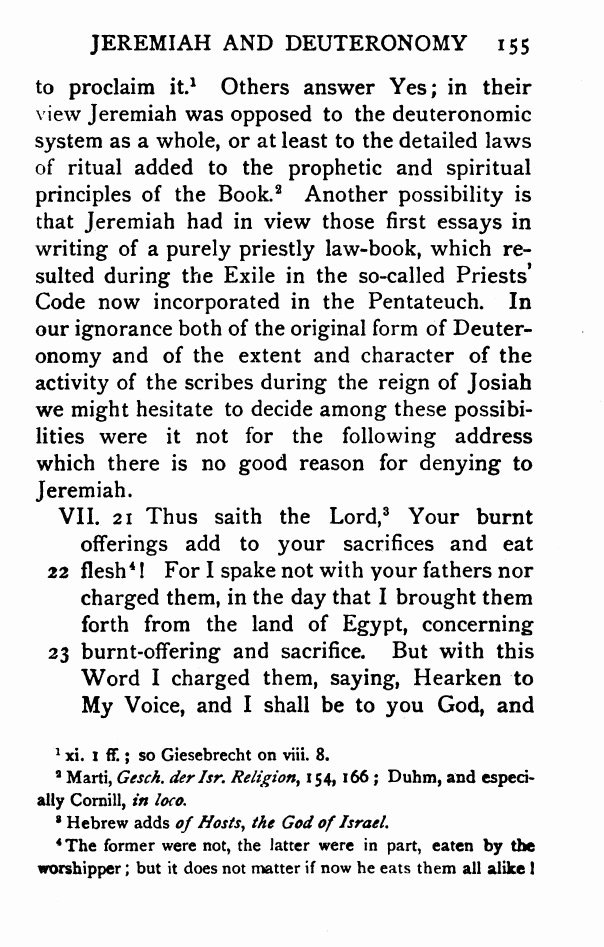 JEREMIAH AND DEUTERONOMY 155
to proclaim it.¹ Others answer Yes; in their
view Jeremiah was opposed to the deuteronomic
system as a whole, or at least to the detailed laws
of ritual added to the prophetic and spiritual
principles of the Book.² Another possibility is
that Jeremiah had in view those first essays in
writing of a purely priestly law-book, which re-
sulted during the Exile in the so-called Priests'
Code now incorporated in the Pentateuch. In
our ignorance both of the original form of Deuter-
onomy and of the extent and character of the
activity of the scribes during the reign of Josiah
we might hesitate to decide among these possibi-
lities were it not for the following address
which there is no good reason for denying to
Jeremiah.
VII. 21 Thus saith the Lord,³ Your burnt
offerings add to your sacrifices and eat
22 flesh⁴! For I spake not with your fathers nor
charged them, in the day that I brought them
forth from the land of Egypt, concerning
23 burnt-offering and sacrifice. But with this
Word I charged them, saying, Hearken to
My Voice, and I shall be to you God, and
¹ xi. 1 ff.; so Giesebrecht on viii. 8.
² Marti, Gesch. der Isr. Religion, 154, 166; Duhm, and especi-
ally Cornill, in loco.
³ Hebrew adds of Hosts, the God of Israel.
⁴ The former were not, the latter were in part, eaten by the
worshipper; but it does not matter if now he eats them all alike!